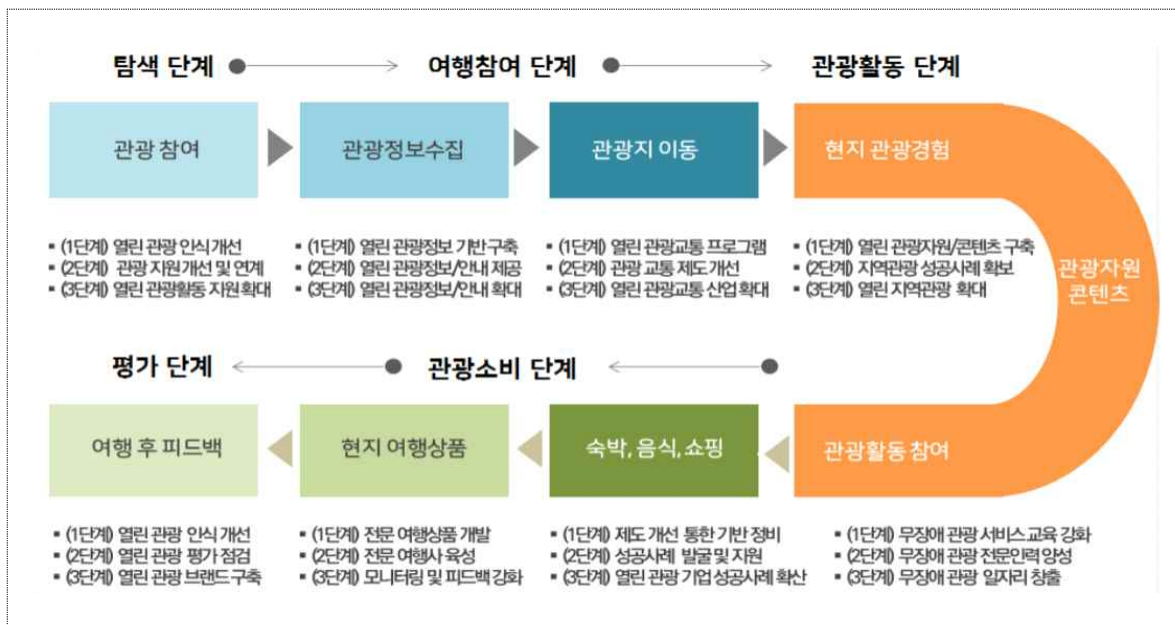 탐색 단계 여행참여 단계 관광활동 단계
관광 참여 관광정보수집 관광지 이동 현지 관광경험
▪ (1단계) 열린 관광 인식 개선
▪ (2단계) 관광 지원 개선 및 연계
▪ (3단계) 열린 관광활동 지원 확대
▪ (1단계) 열린 관광정보 기반 구축
▪ (2단계) 열린 관광정보/안내 제공
▪ (3단계) 열린 관광정보/안내 확대
▪ (1단계) 열린 관광교통 프로그램
▪ (2단계) 관광 교통 제도 개선
▪ (3단계) 열린 관광교통 산업 확대
▪ (1단계) 열린 관광자원/콘텐츠 구축
▪ (2단계) 지역관광 성공사례 확보
▪ (3단계) 열린 지역관광 확대
관광자원
콘텐츠
평가 단계 관광소비 단계
여행 후 피드백 현지 여행상품 숙박, 음식, 쇼핑 관광활동 참여
▪ (1단계) 열린 관광 인식 개선
▪ (2단계) 열린 관광 평가 점검
▪ (3단계) 열린 관광 브랜드 구축
▪ (1단계) 전문 여행상품 개발
▪ (2단계) 전문 여행사 육성
▪ (3단계) 모니터링 및 피드백 강화
▪ (1단계) 제도 개선 통한 기반 정비
▪ (2단계) 성공사례 발굴 및 지원
▪ (3단계) 열린 관광 기업 성공사례 확산
▪ (1단계) 무장애 관광 서비스 교육 강화
▪ (2단계) 무장애 관광 전문인력 양성
▪ (3단계) 무장애 관광 일자리 창출